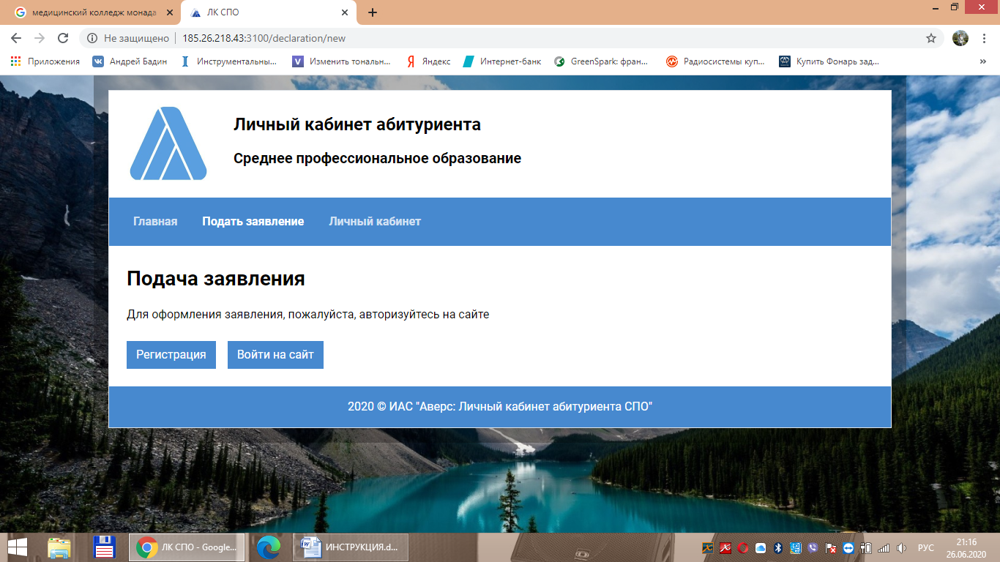 медицинский колледж монада
ЛК СПО
Не защищено
185.26.218.43:3100/declaration/new
Приложения
Андрей Бадин
Инструментальны...
Изменить тональн...
Яндекс
Интернет-банк
GreenSpark: фран...
Радиосистемы куп...
Купить Фонарь зад...
Личный кабинет абитуриента
Среднее профессиональное образование
Главная
Подать заявление
Личный кабинет
Подача заявления
Для оформления заявления, пожалуйста, авторизуйтесь на сайте
Регистрация
Войти на сайт
2020 © ИАС "Аверс: Личный кабинет абитуриента СПО"
ЛК СПО - Google...
ИНСТРУКЦИЯ.d...
РУС
21:16
26.06.2020